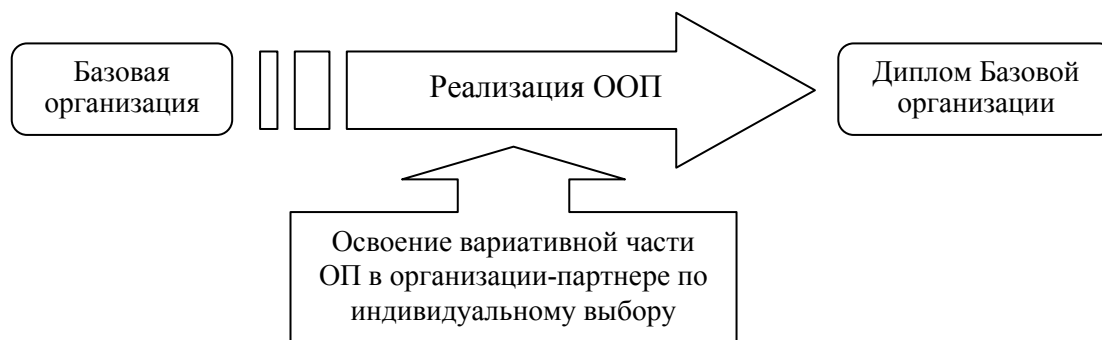 Базовая
организация
Реализация ООП
Диплом Базовой
организации
Освоение вариативной части
ОП в организации-партнере по
индивидуальному выбору